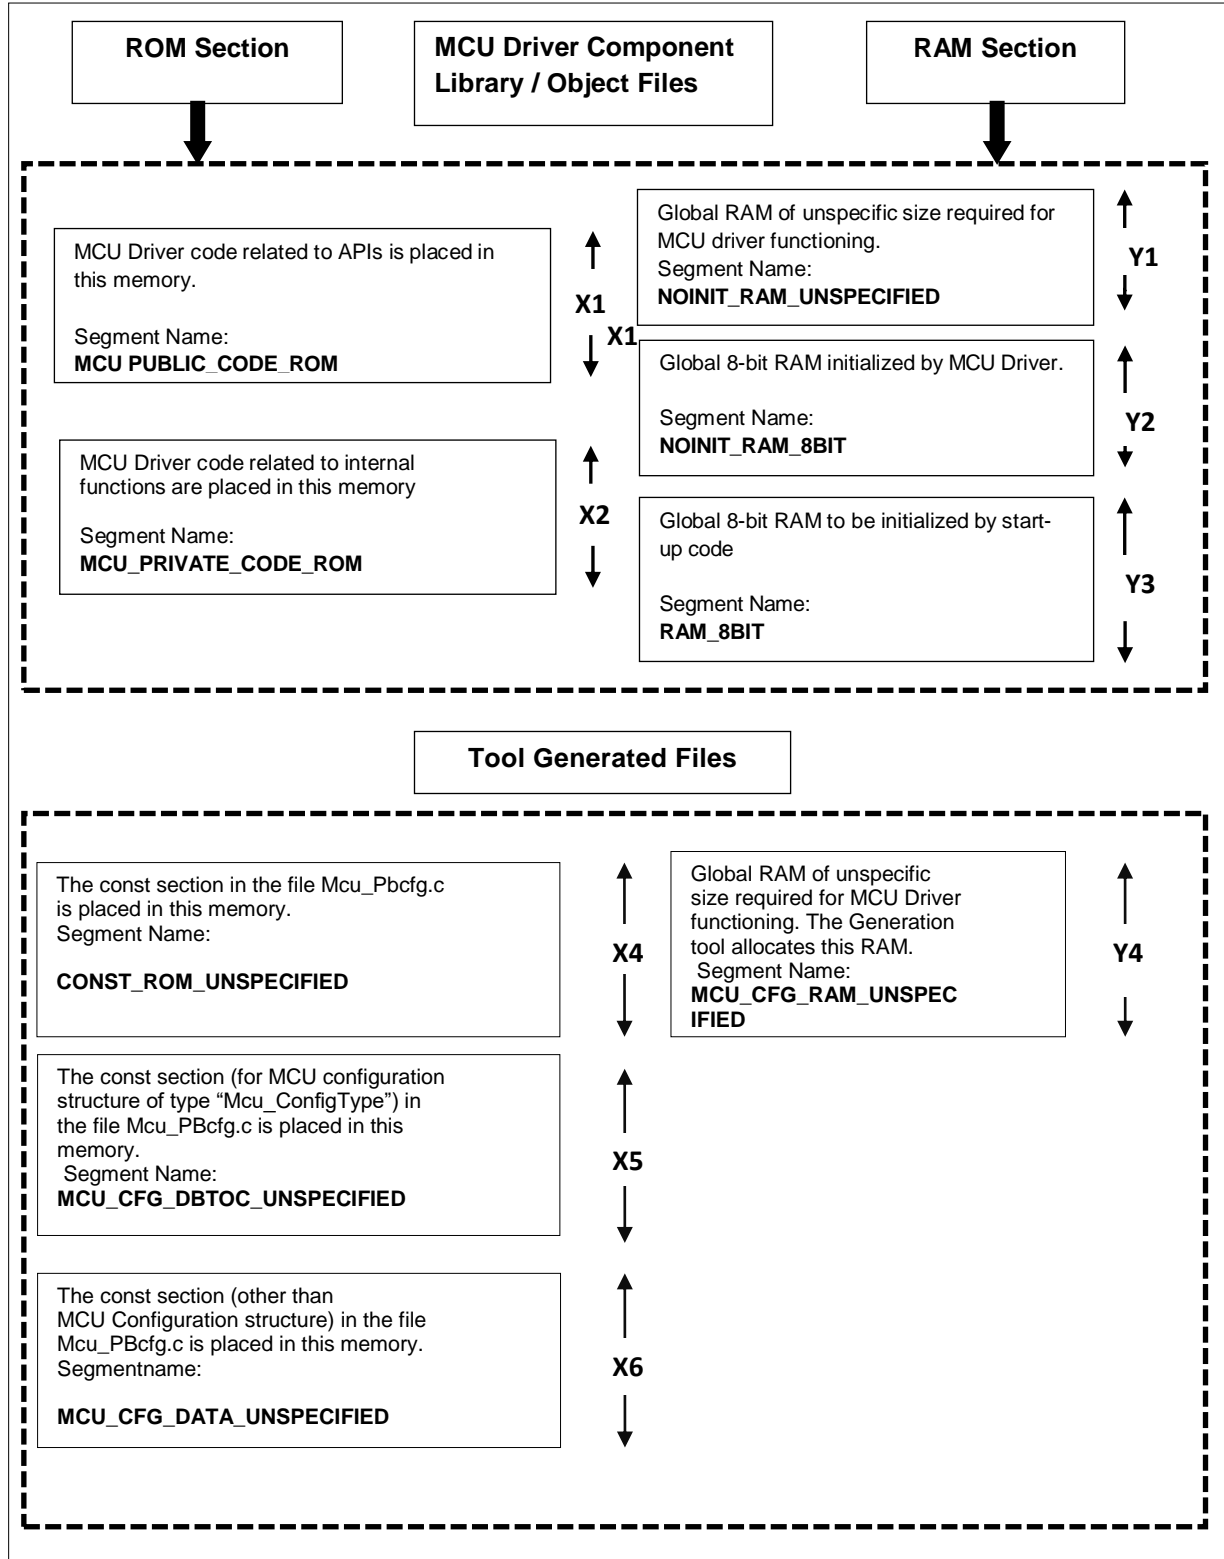 ROM Section
MCU Driver Component
Library / Object Files
RAM Section
MCU Driver code related to APIs is placed in
this memory.
Segment Name:
MCU PUBLIC_CODE_ROM
X1
X1
MCU Driver code related to internal
functions are placed in this memory
Segment Name:
MCU_PRIVATE_CODE_ROM
X2
Global RAM of unspecific size required for
MCU driver functioning.
Segment Name:
NOINIT_RAM_UNSPECIFIED
Y1
Global 8-bit RAM initialized by MCU Driver.
Segment Name:
NOINIT_RAM_8BIT
Y2
Global 8-bit RAM to be initialized by start-
up code
Segment Name:
RAM_8BIT
Y3
Tool Generated Files
The const section in the file Mcu_Pbcfg.c
is placed in this memory.
Segment Name:
CONST_ROM_UNSPECIFIED
X4
The const section (for MCU configuration
structure of type “Mcu_ConfigType”) in
the file Mcu_PBcfg.c is placed in this
memory.
Segment Name:
MCU_CFG_DBTOC_UNSPECIFIED
X5
The const section (other than
MCU Configuration structure) in the file
Mcu_PBcfg.c is placed in this memory.
Segmentname:
MCU_CFG_DATA_UNSPECIFIED
X6
Global RAM of unspecific
size required for MCU Driver
functioning. The Generation
tool allocates this RAM.
Segment Name:
MCU_CFG_RAM_UNSPEC
IFIED
Y4